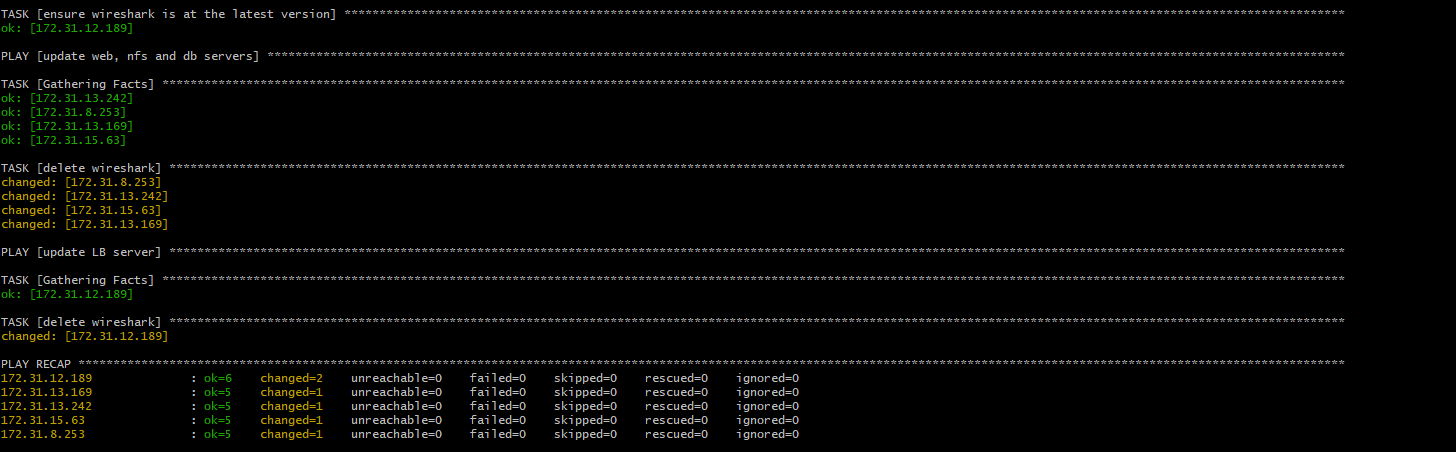 TASK [ensure wireshark is at the latest version] ***********************************************************************************************************************************************
ok: [172.31.12.189]
PLAY [update web, nfs and db servers] **********************************************************************************************************************************************************
TASK [Gathering Facts] *************************************************************************************************************************************************************************
ok: [172.31.13.242]
ok: [172.31.8.253]
ok: [172.31.13.169]
ok: [172.31.15.63]
TASK [delete wireshark] ************************************************************************************************************************************************************************
changed: [172.31.8.253]
changed: [172.31.13.242]
changed: [172.31.15.63]
changed: [172.31.13.169]
PLAY [update LB server] ************************************************************************************************************************************************************************
TASK [Gathering Facts] *************************************************************************************************************************************************************************
ok: [172.31.12.189]
TASK [delete wireshark] ************************************************************************************************************************************************************************
changed: [172.31.12.189]
PLAY RECAP *************************************************************************************************************************************************************************************
172.31.12.189              : ok=6    changed=2    unreachable=0    failed=0    skipped=0    rescued=0    ignored=0
172.31.13.169              : ok=5    changed=1    unreachable=0    failed=0    skipped=0    rescued=0    ignored=0
172.31.13.242              : ok=5    changed=1    unreachable=0    failed=0    skipped=0    rescued=0    ignored=0
172.31.15.63               : ok=5    changed=1    unreachable=0    failed=0    skipped=0    rescued=0    ignored=0
172.31.8.253               : ok=5    changed=1    unreachable=0    failed=0    skipped=0    rescued=0    ignored=0